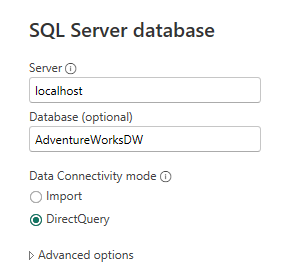 SQL Server database
Server
localhost
Database (optional)
AdventureWorksDW
Data Connectivity mode
Import
DirectQuery
Advanced options